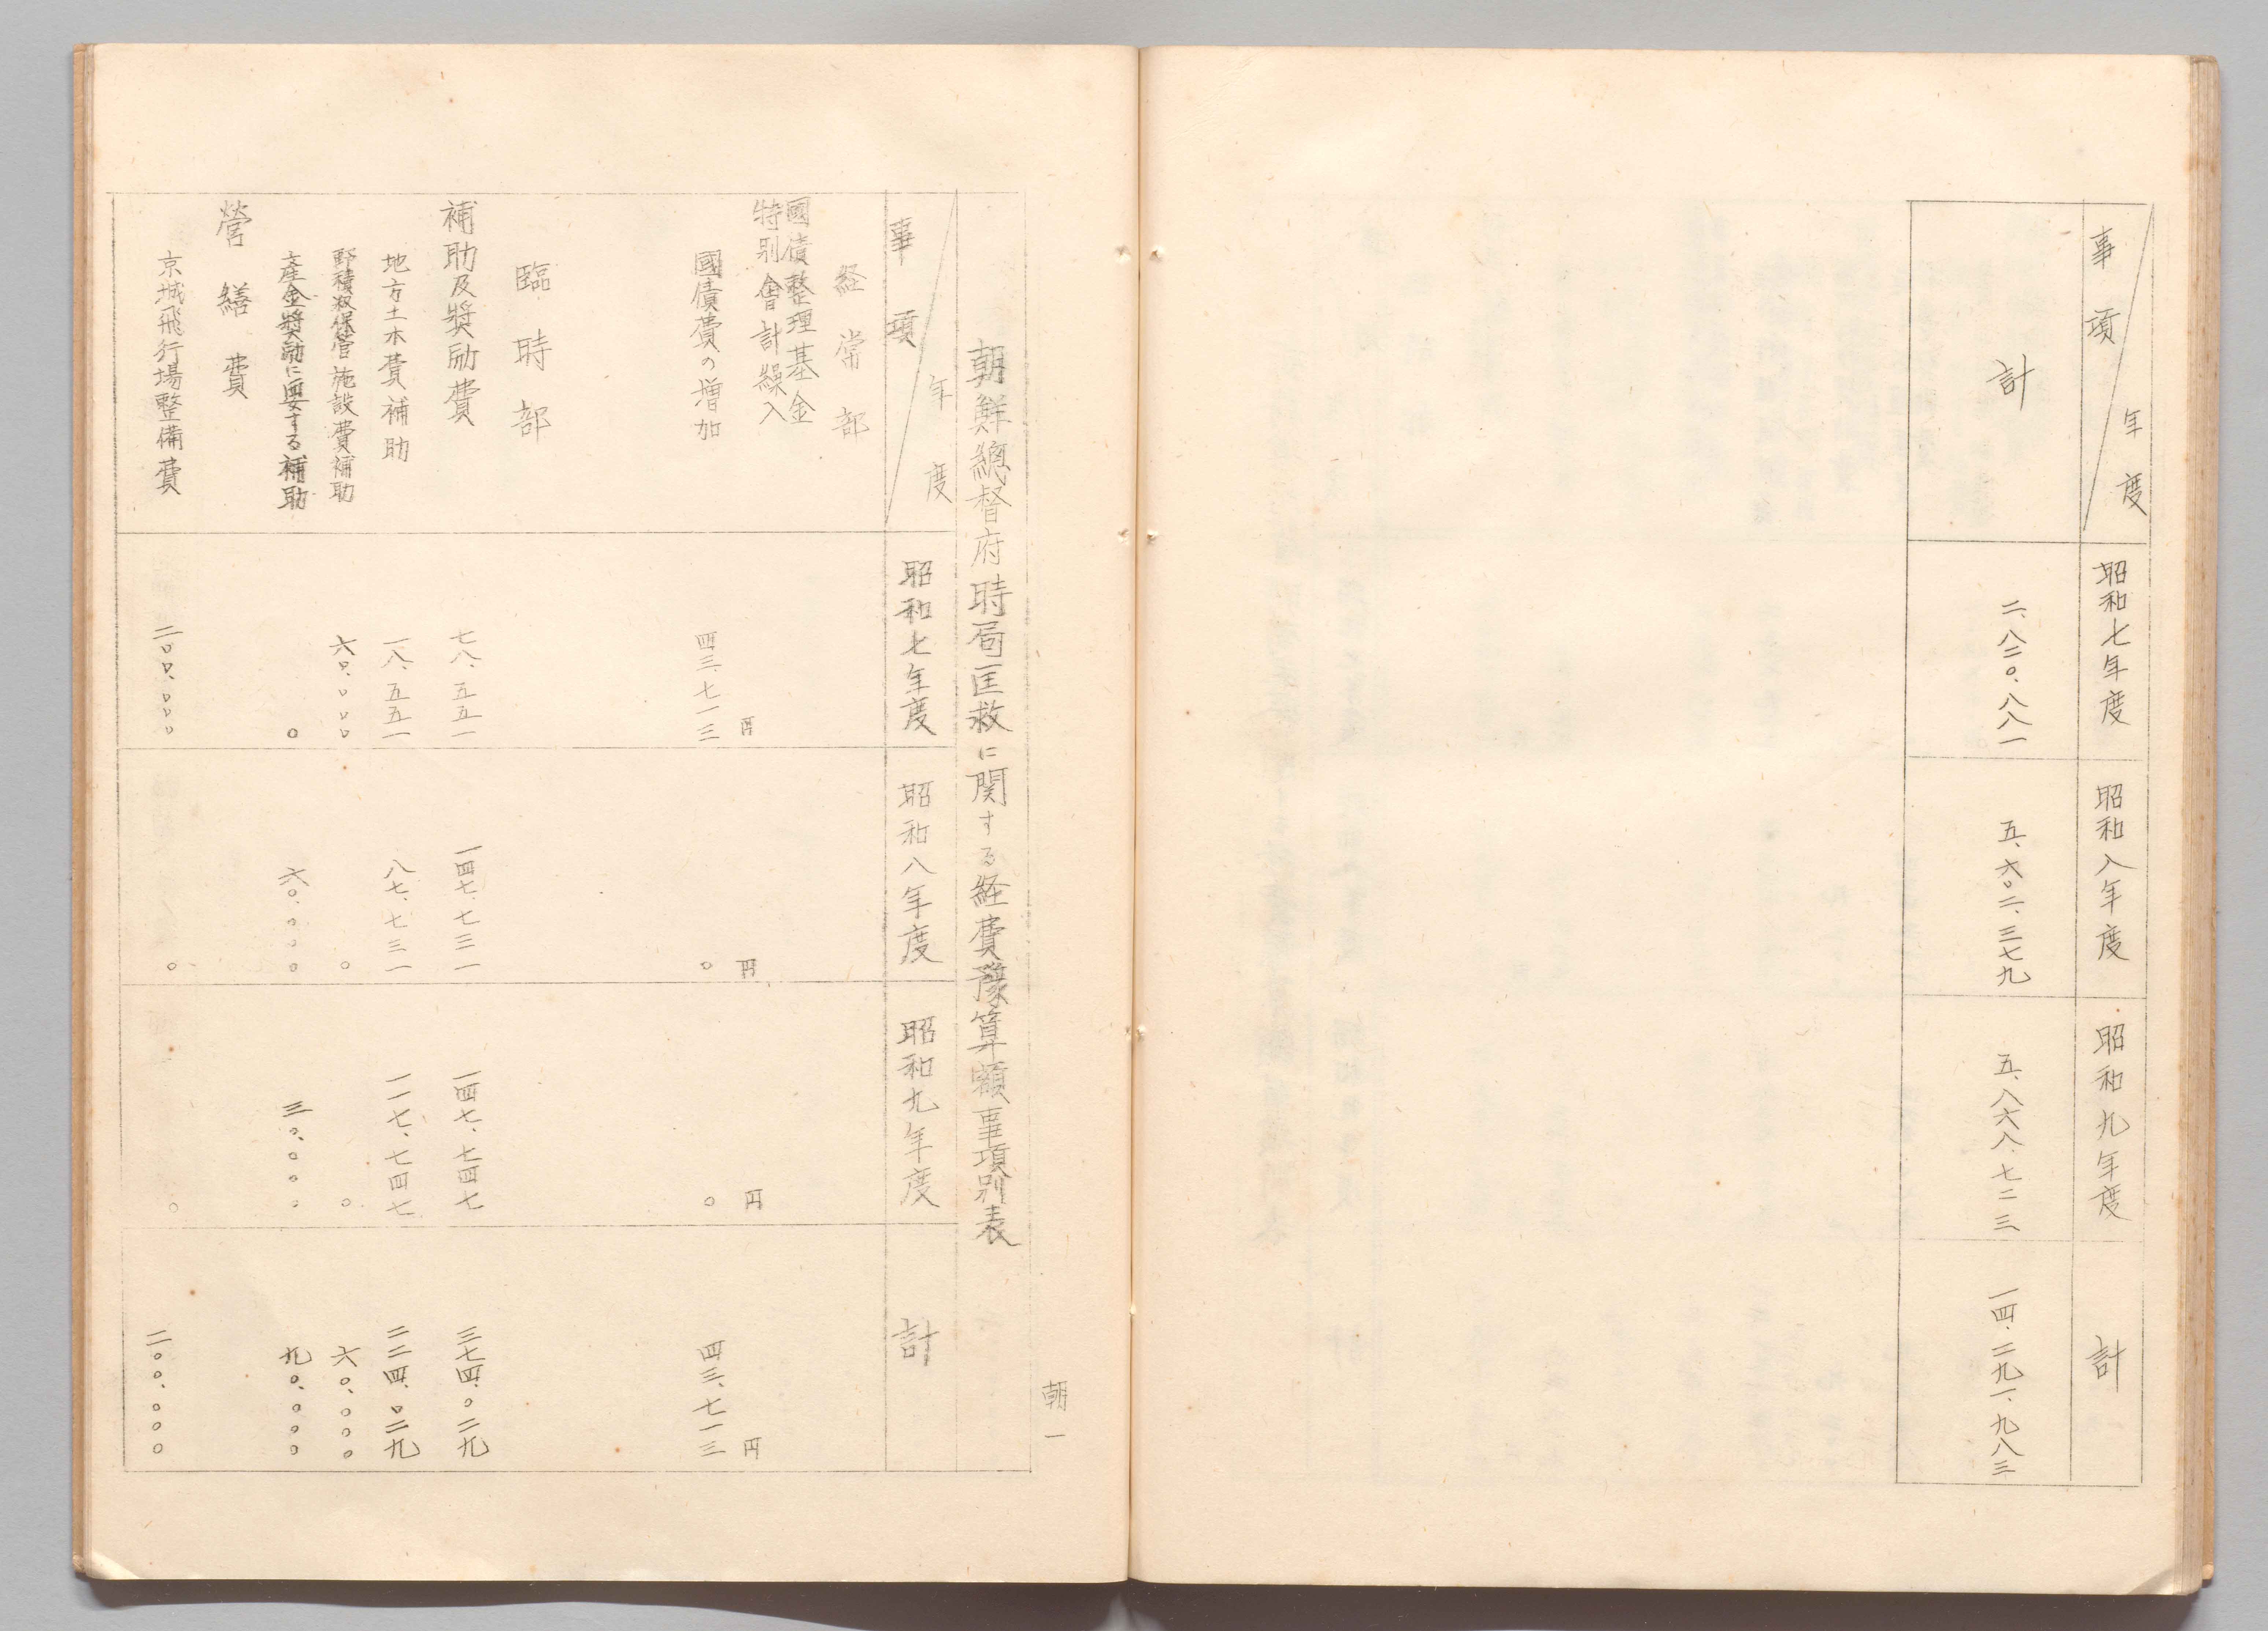 事項 年度
昭和七年度
昭和八年度
昭和九年度
計
計
二、八二〇、八八一
五、六〇二、三七九
五、八六八、七二三
一四、二九一、九八三
朝一
朝鮮總督府時局匡救に関する経費豫算額事項別表
事項 年度
昭和七年度
昭和八年度
昭和九年度
計
経常部
國債整理基金
特別會計繰入
円
円
円
円
國債費の増加
四三、七一三
〇
〇
四三、七一三
臨時部
補助及奨励費
七八、五五一
一四七、七三一
一四七、七四七
三七四、〇二九
地方土木費補助
一八、五五一
八七、七三一
一一七、七四七
二二四、〇二九
野積籾保管施設費補助
六〇、〇〇〇
〇
〇
六〇、〇〇〇
産金奨励に要する補助
〇
六〇、〇〇〇
三〇、〇〇〇
九〇、〇〇〇
営繕費
京城飛行場整備費
二〇〇、〇〇〇
〇
〇
二〇〇、〇〇〇